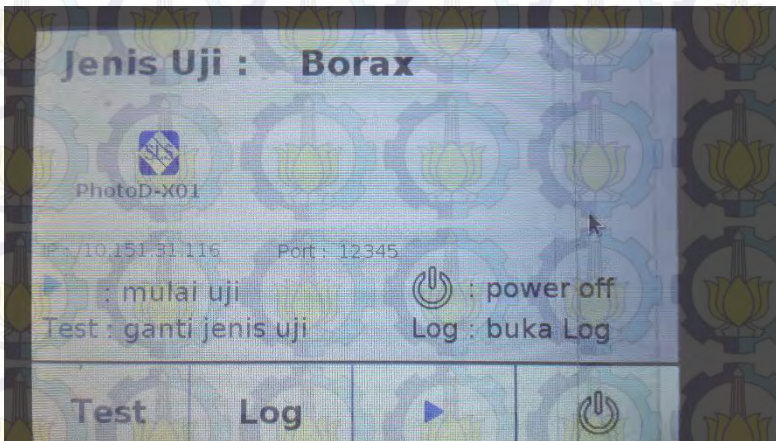 Jenis Uji : Borax
SLS
PhotoD-X01
IP : /10.151.31.116 Port : 12345
: mulai uji : power off
Test : ganti jenis uji Log : buka Log
Test Log